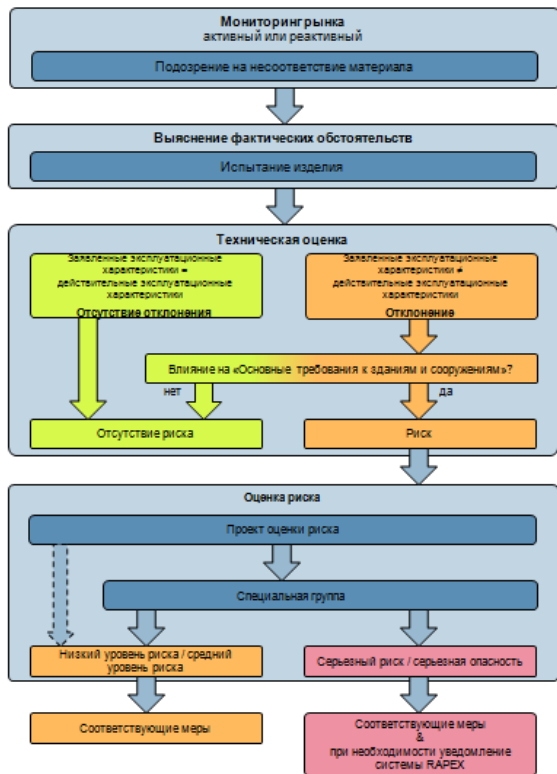 Мониторинг рынка
активный или реактивный
Подозрение на несоответствие материала
Выяснение фактических обстоятельств
Испытание изделия
Техническая оценка
Заявленные эксплуатационные
характеристики =
действительные эксплуатационные
характеристики
Отсутствие отклонения
Заявленные эксплуатационные
характеристики ≠
действительные эксплуатационные
характеристики
Отклонение
Влияние на «Основные требования к зданиям и сооружениям»?
нет
да
Отсутствие риска
Риск
Оценка риска
Проект оценки риска
Специальная группа
Низкий уровень риска / средний
уровень риска
Серьезный риск / серьезная опасность
Соответствующие меры
Соответствующие меры
&
при необходимости уведомление
системы RAPEX